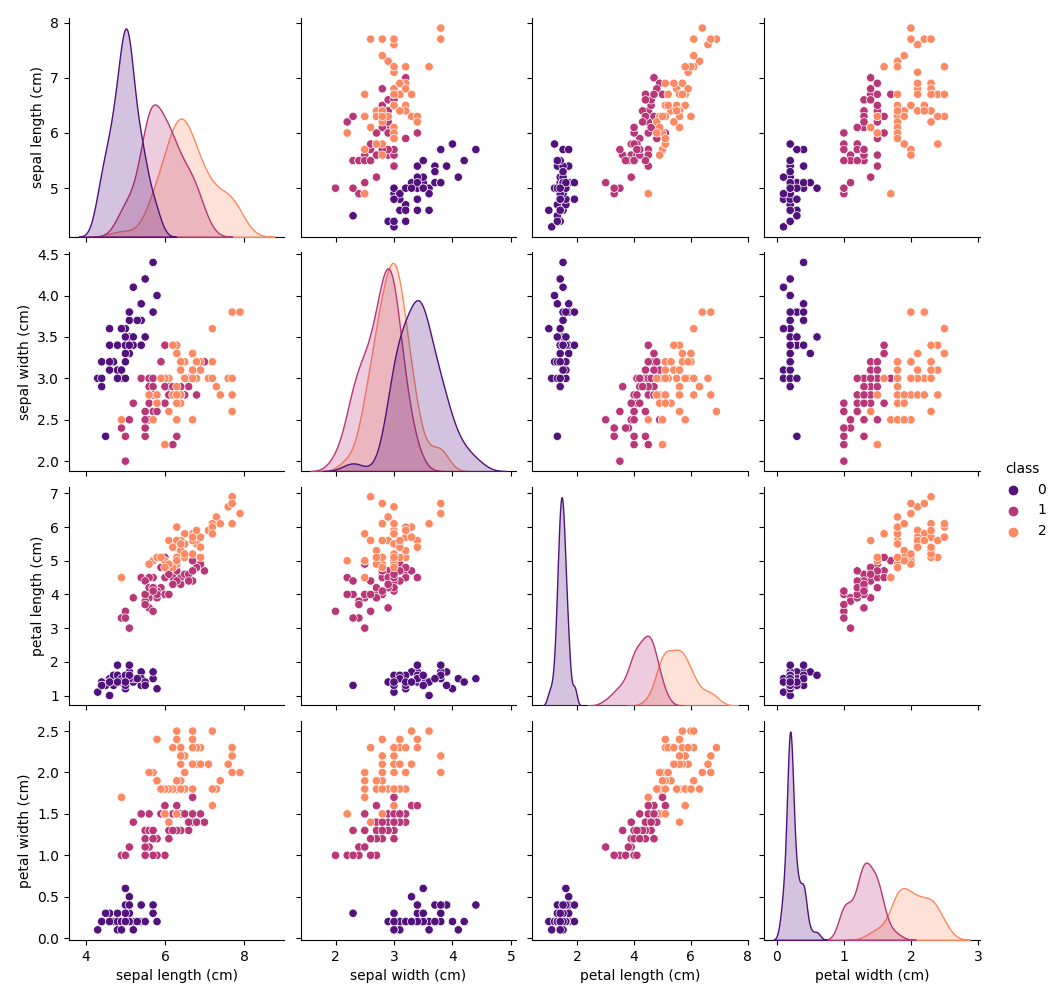 8
7
6
5
sepal length (cm)
4.5
4.0
3.5
3.0
2.5
2.0
sepal width (cm)
class
0
1
2
7
6
5
4
3
2
1
petal length (cm)
2.5
2.0
1.5
1.0
0.5
0.0
petal width (cm)
4 6 8
sepal length (cm)
2 3 4 5
sepal width (cm)
2 4 6 8
petal length (cm)
0 1 2 3
petal width (cm)